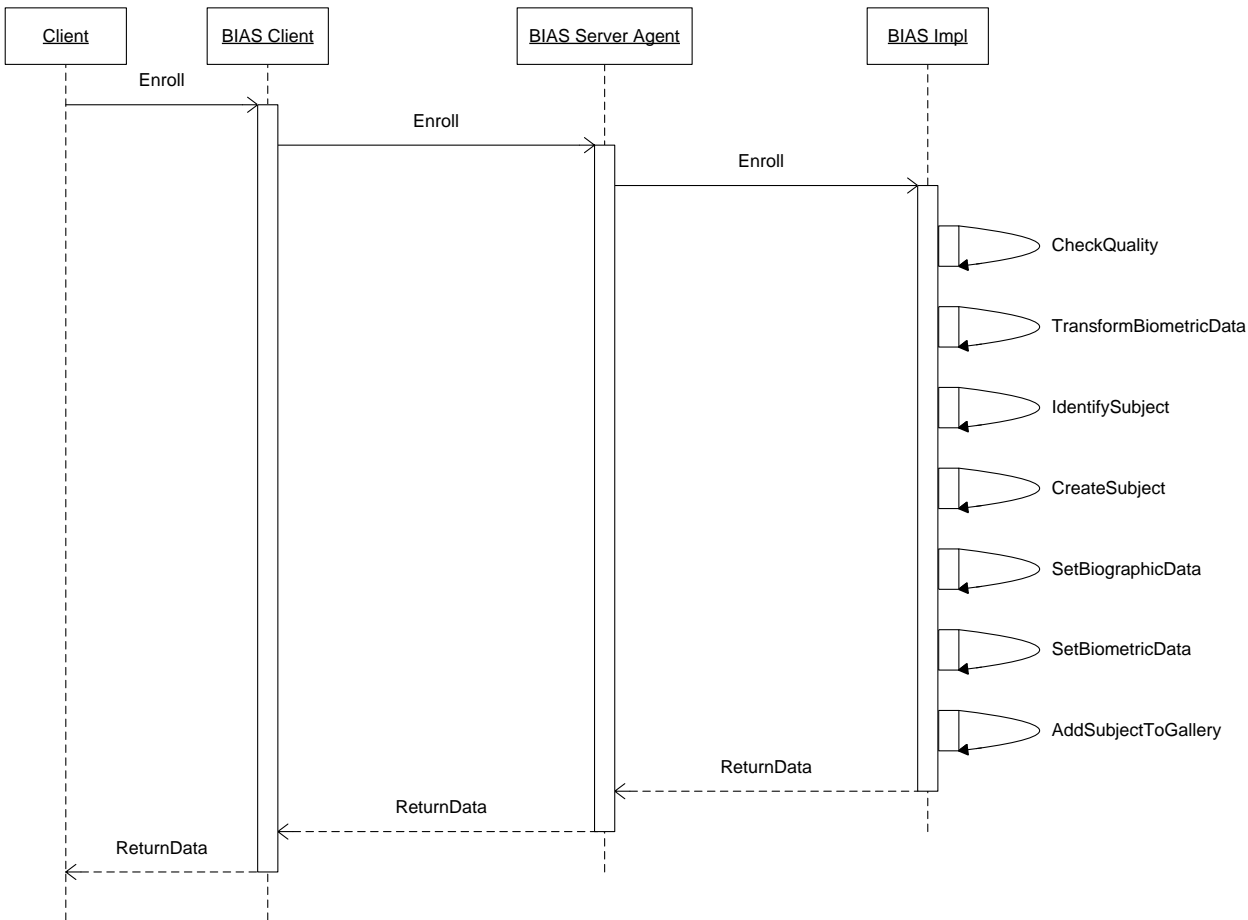 Client
BIAS Client
BIAS Server Agent
BIAS Impl
Enroll
Enroll
Enroll
CheckQuality
TransformBiometricData
IdentifySubject
CreateSubject
SetBiographicData
SetBiometricData
AddSubjectToGallery
ReturnData
ReturnData
ReturnData